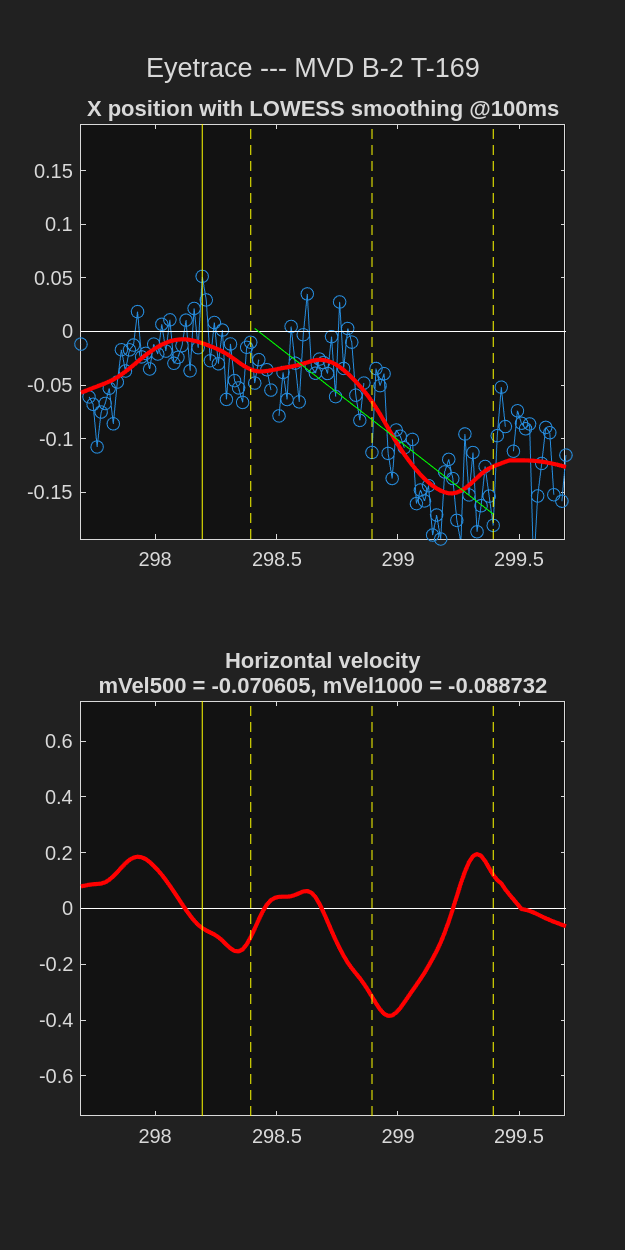 Eyetrace --- MVD B-2 T-169
X position with LOWESS smoothing @100ms
0.15
0.1
0.05
0
-0.05
-0.1
-0.15
298 298.5 299 299.5
Horizontal velocity
mVel500 = -0.070605, mVel1000 = -0.088732
0.6
0.4
0.2
0
-0.2
-0.4
-0.6
298 298.5 299 299.5